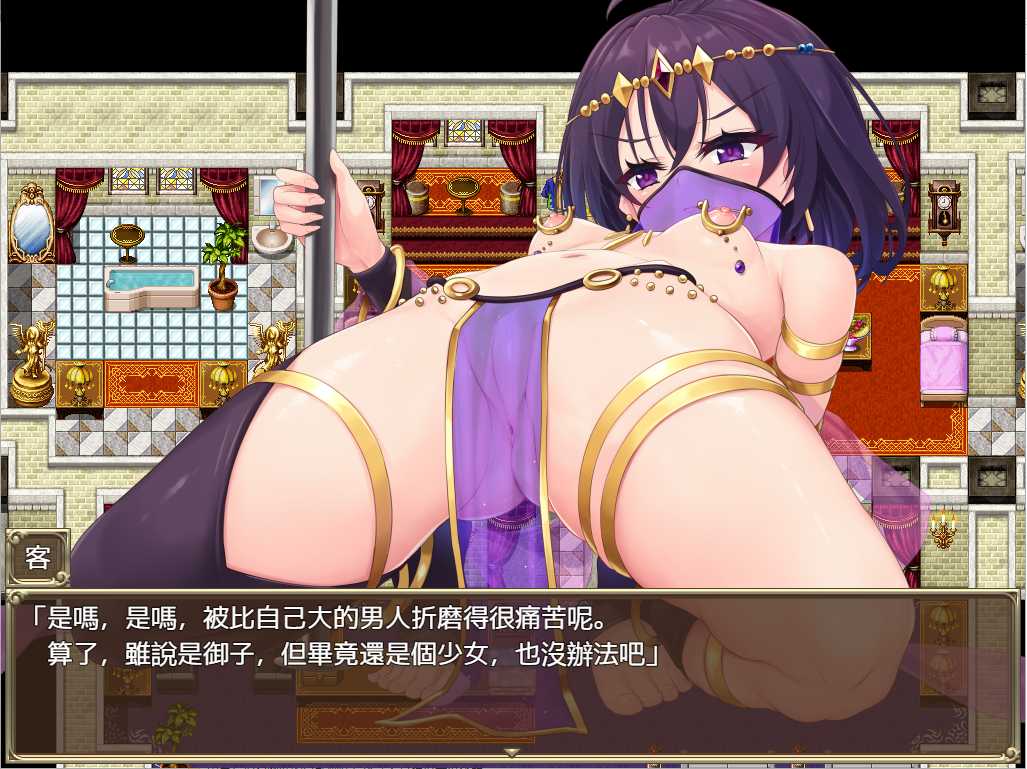 客
「是嗎，是嗎，被比自己大的男人折磨得很痛苦呢。
算了，雖說是御子，但畢竟還是個少女，也沒辦法吧」